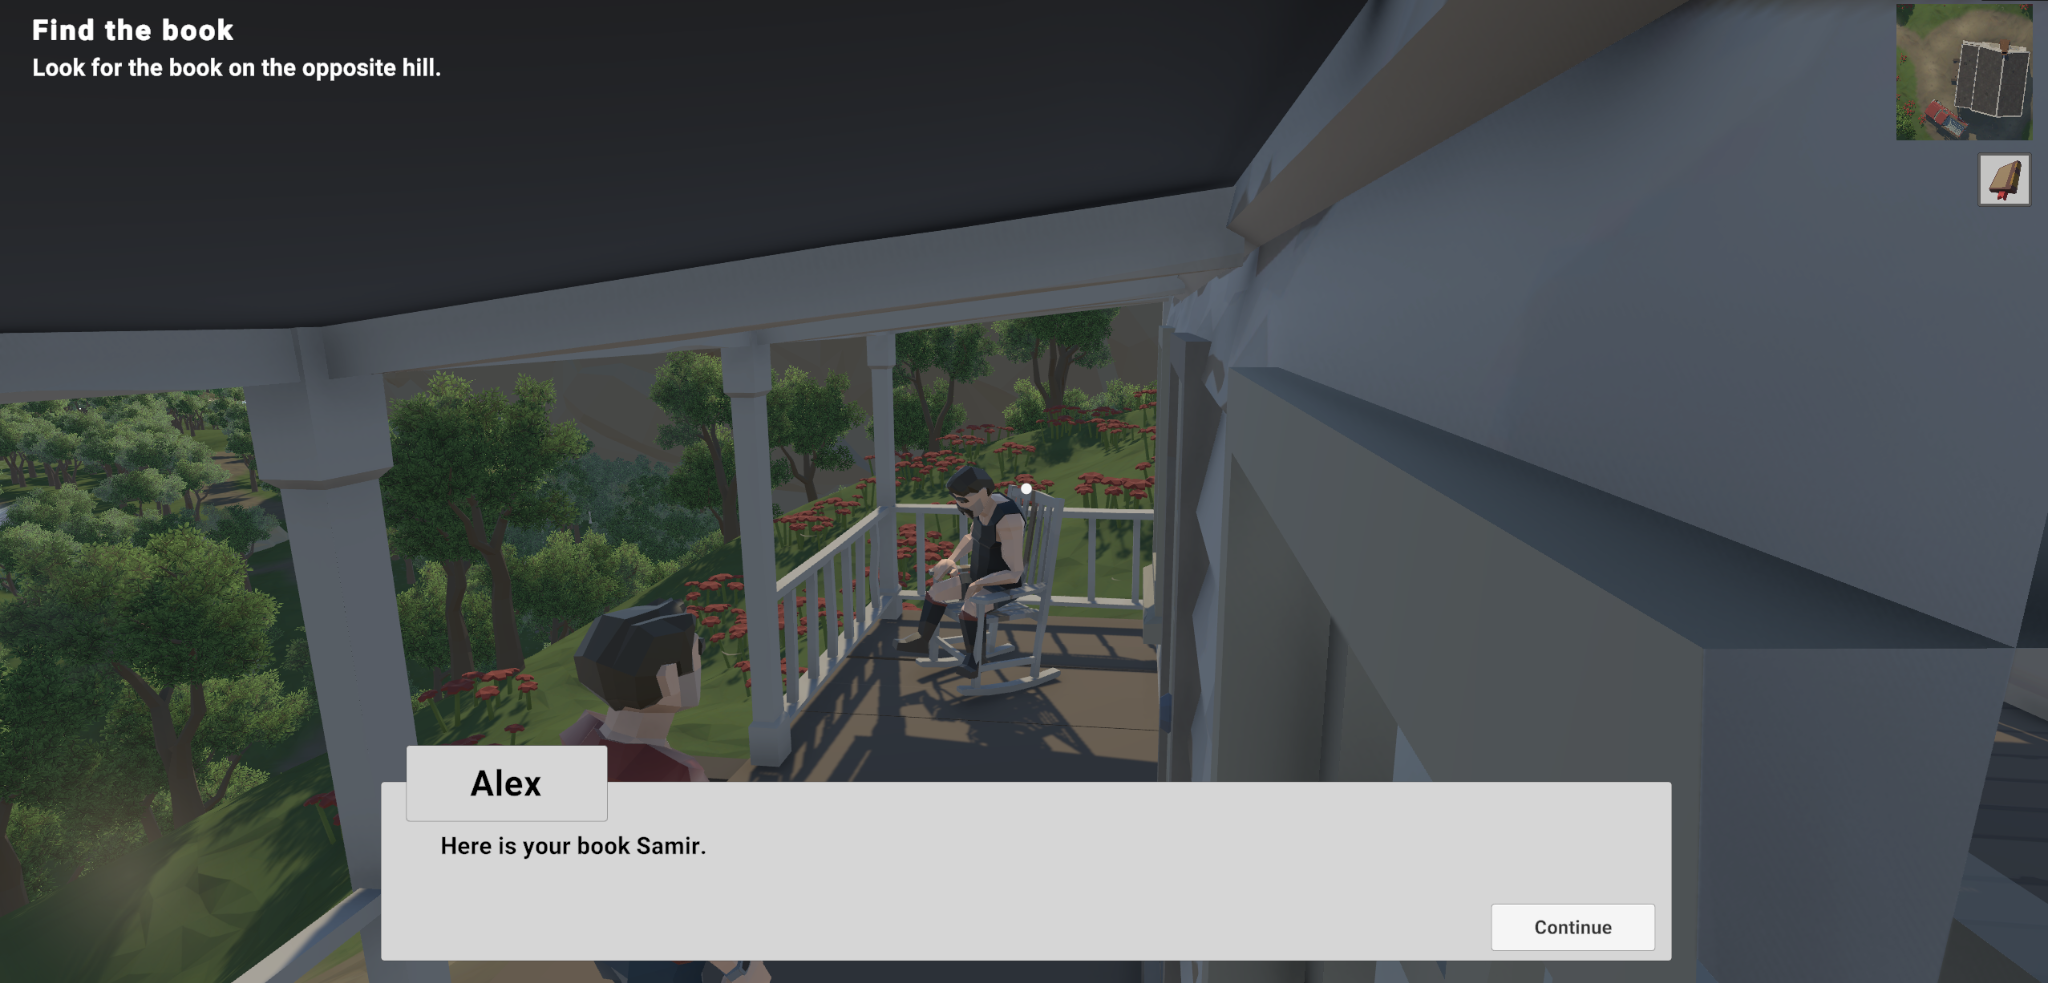 Find the book
Look for the book on the opposite hill.
Alex
Here is your book Samir.
Continue